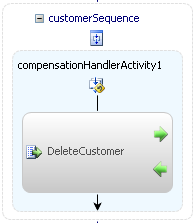 customerSequence
compensationHandlerActivity1
DeleteCustomer